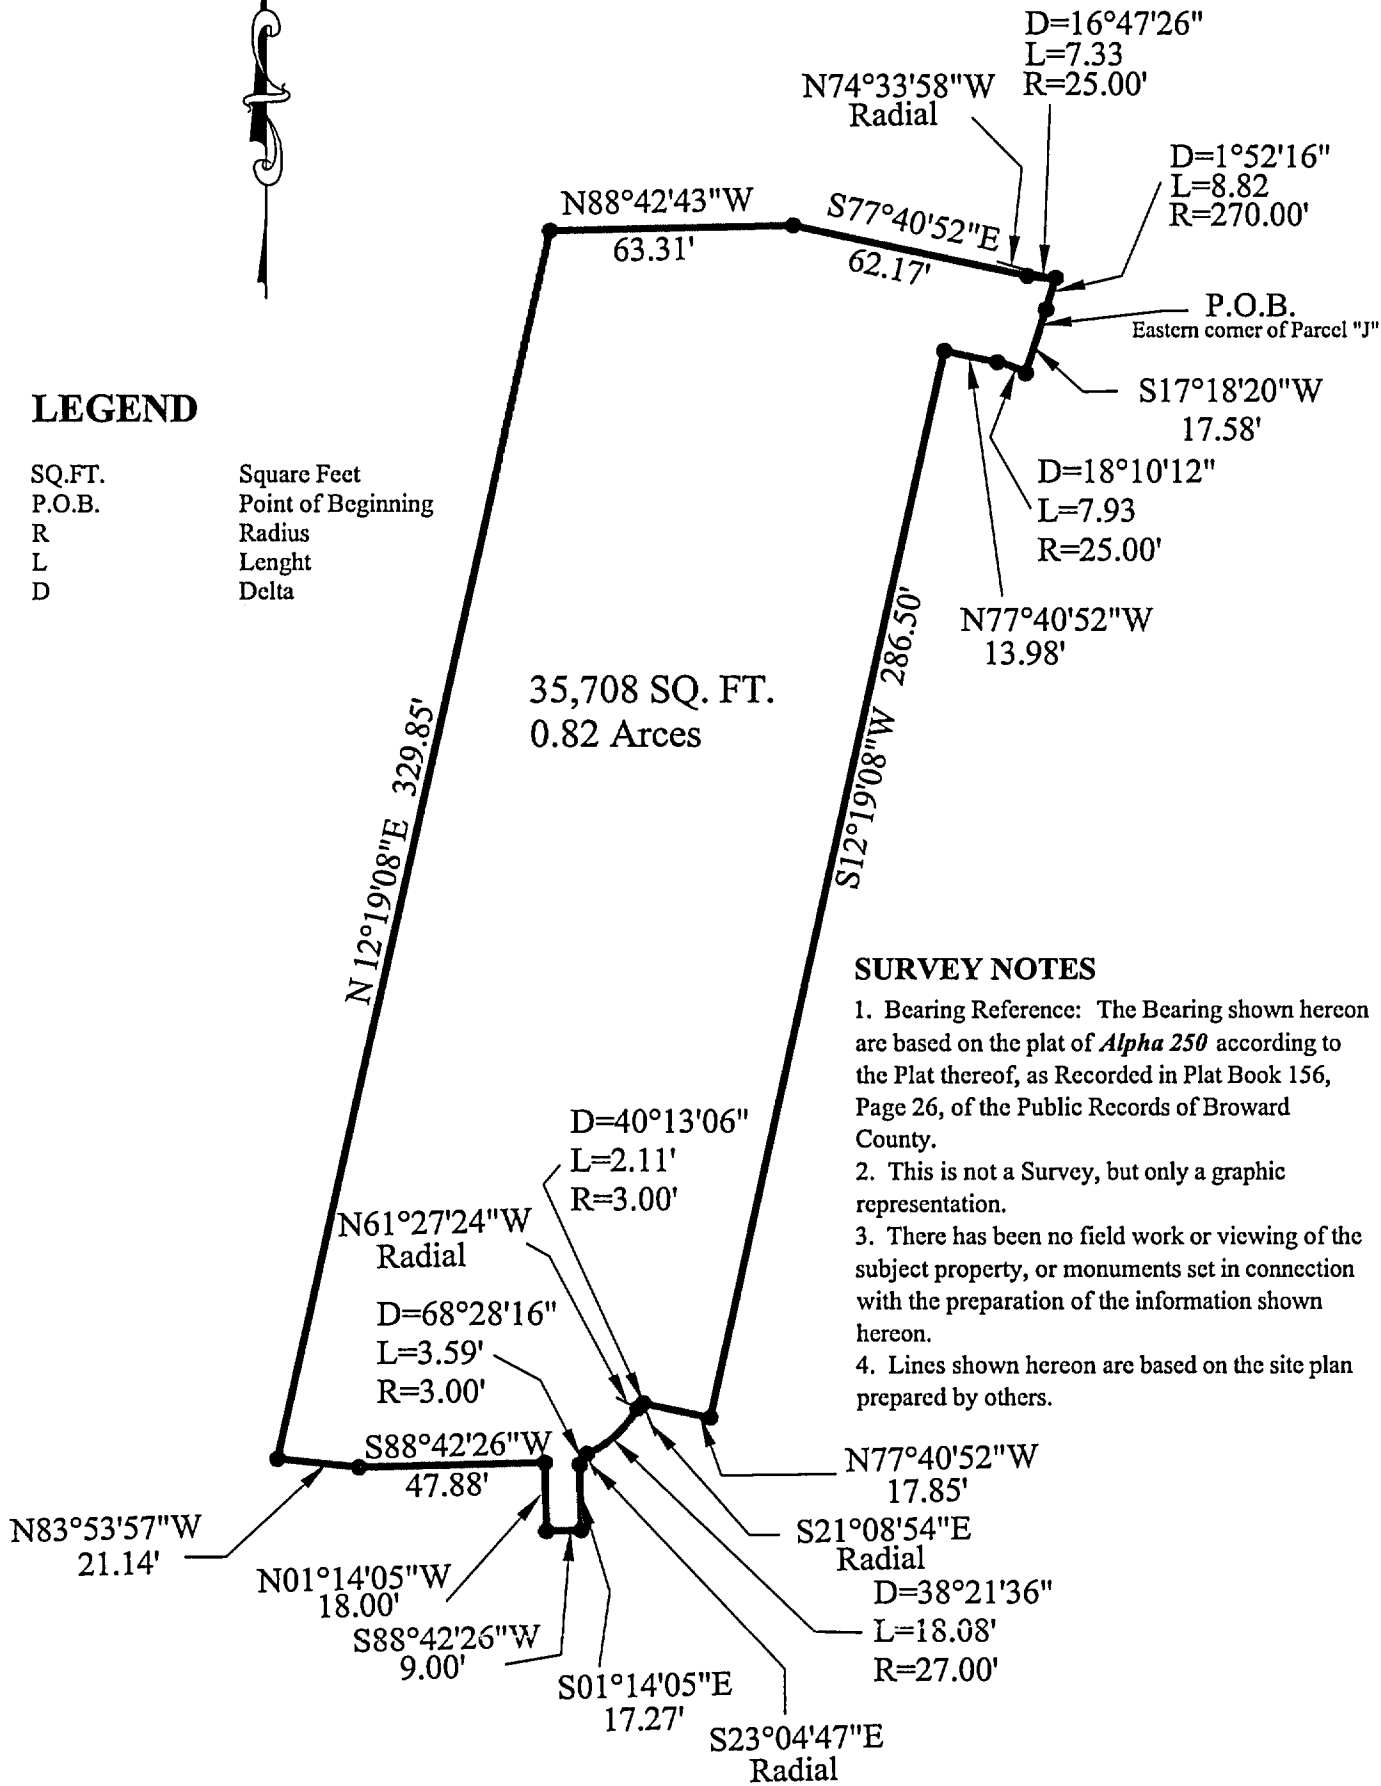 D=16°47'26"
L=7.33
R=25.00'
N74°33'58"W
Radial
D=1°52'16"
L=8.82
R=270.00'
N88°42'43"W
63.31'
S77°40'52"E
62.17'
P.O.B.
Eastern corner of Parcel "J"
S17°18'20"W
17.58'
LEGEND
SQ.FT. Square Feet
P.O.B. Point of Beginning
R Radius
L Lenght
D Delta
D=18°10'12"
L=7.93
R=25.00'
N77°40'52"W
13.98'
35,708 SQ. FT.
0.82 Arces
N 12°19'08"E 329.85'
S12°19'08"W 286.50'
SURVEY NOTES
1. Bearing Reference: The Bearing shown hereon
are based on the plat of Alpha 250 according to
the Plat thereof, as Recorded in Plat Book 156,
Page 26, of the Public Records of Broward
County.
2. This is not a Survey, but only a graphic
representation.
3. There has been no field work or viewing of the
subject property, or monuments set in connection
with the preparation of the information shown
hereon.
4. Lines shown hereon are based on the site plan
prepared by others.
D=40°13'06"
L=2.11'
R=3.00'
N61°27'24"W
Radial
D=68°28'16"
L=3.59'
R=3.00'
S88°42'26"W
47.88'
N77°40'52"W
17.85'
N83°53'57"W
21.14'
S21°08'54"E
Radial
N01°14'05"W
18.00'
D=38°21'36"
L=18.08'
R=27.00'
S88°42'26"W
9.00'
S01°14'05"E
17.27'
S23°04'47"E
Radial